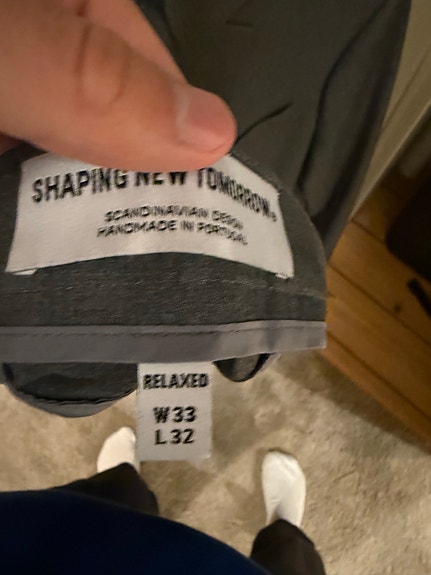 SHAPING NEW TOMORROW®
SCANDINAVIAN DESIGN
HANDMADE IN PORTUGAL
RELAXED
W33
L32